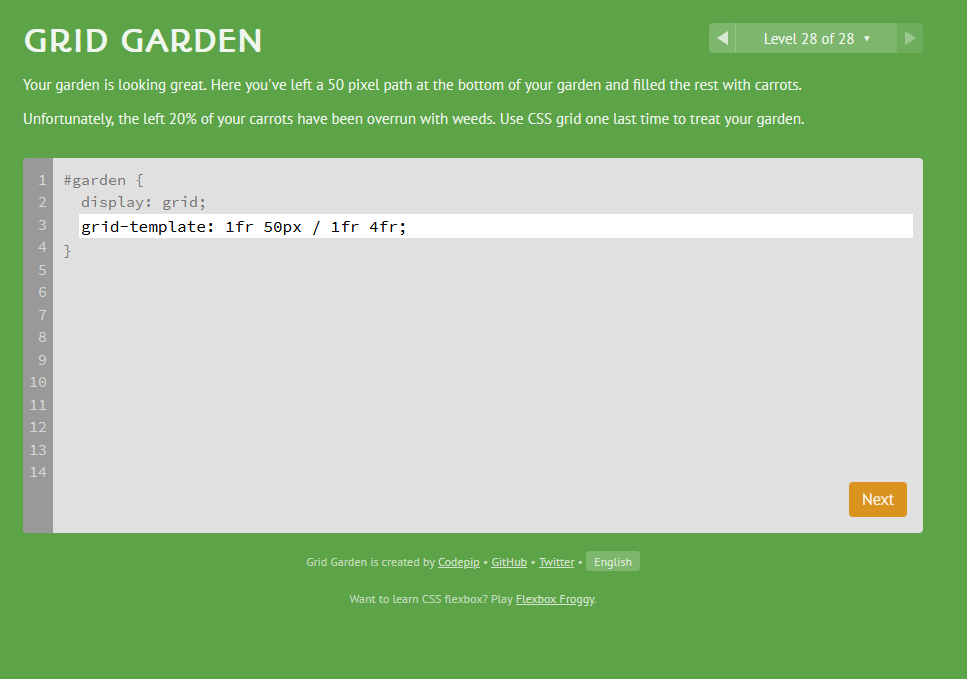 GRID GARDEN
◀ Level 28 of 28 ▼ ▶
Your garden is looking great. Here you've left a 50 pixel path at the bottom of your garden and filled the rest with carrots.
Unfortunately, the left 20% of your carrots have been overrun with weeds. Use CSS grid one last time to treat your garden.
1 #garden {
2 display: grid;
3 grid-template: 1fr 50px / 1fr 4fr;
4 }
5
6
7
8
9
10
11
12
13
14
Next
Grid Garden is created by Codepip • GitHub • Twitter • English
Want to learn CSS flexbox? Play Flexbox Froggy.